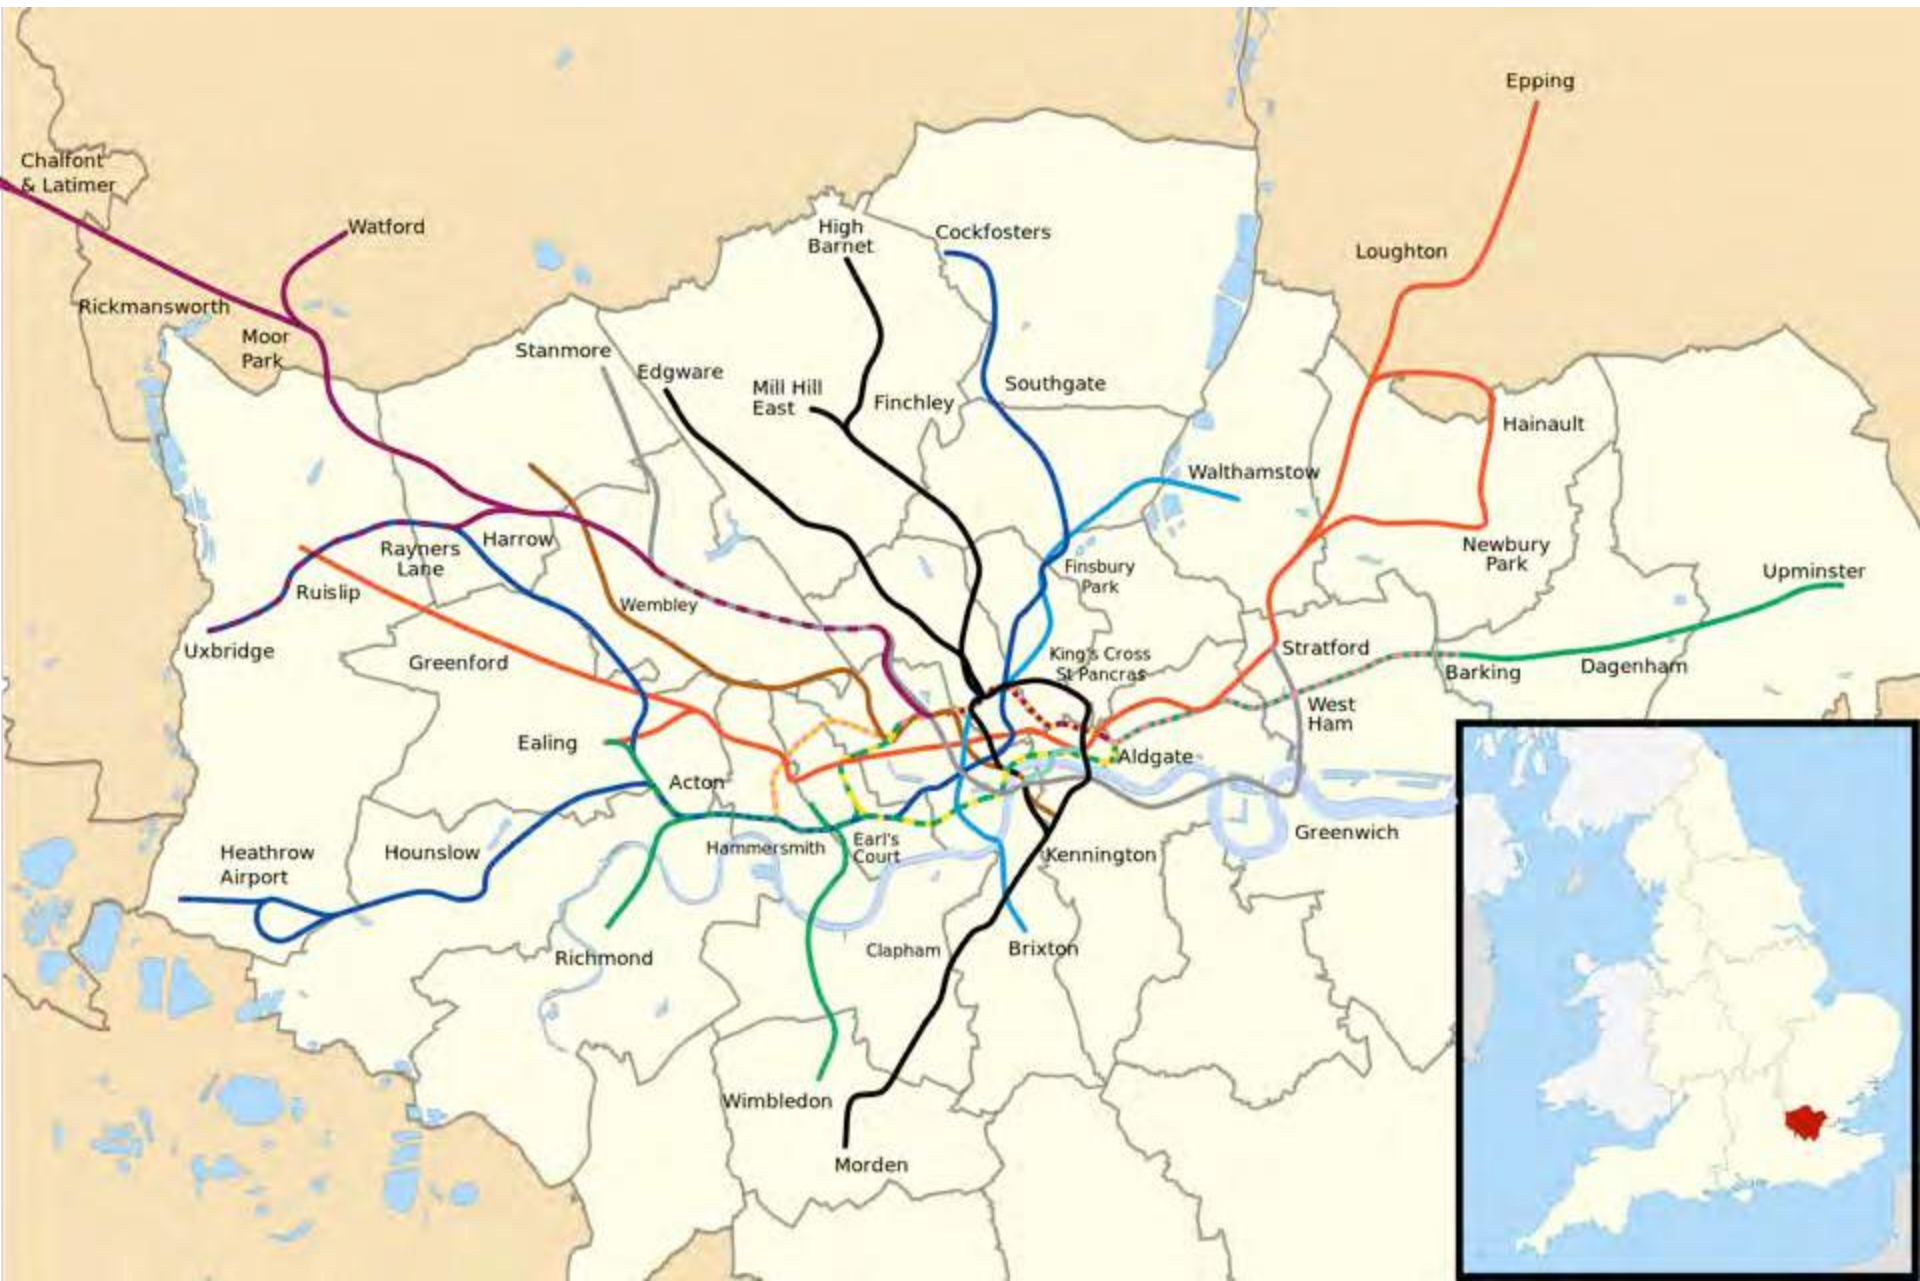 Epping
Chalfont
& Latimer
Watford
High
Barnet
Cockfosters
Loughton
Rickmansworth
Moor
Park
Stanmore
Edgware
Mill Hill
East
Finchley
Southgate
Hainault
Walthamstow
Rayners
Lane
Harrow
Finsbury
Park
Newbury
Park
Upminster
Ruislip
Wembley
Uxbridge
Greenford
King's Cross
St Pancras
Stratford
Barking
Dagenham
West
Ham
Ealing
Acton
Aldgate
Heathrow
Airport
Hounslow
Hammersmith
Earl's
Court
Kennington
Greenwich
Richmond
Clapham
Brixton
Wimbledon
Morden